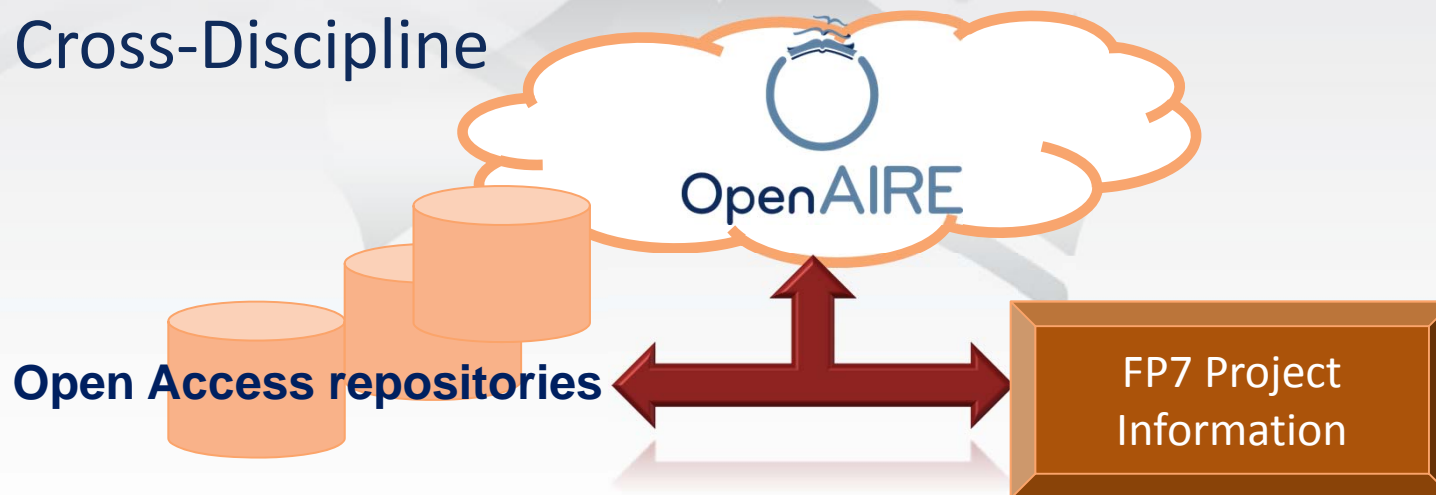 Cross-Discipline
OpenAIRE
Open Access repositories
FP7 Project
Information